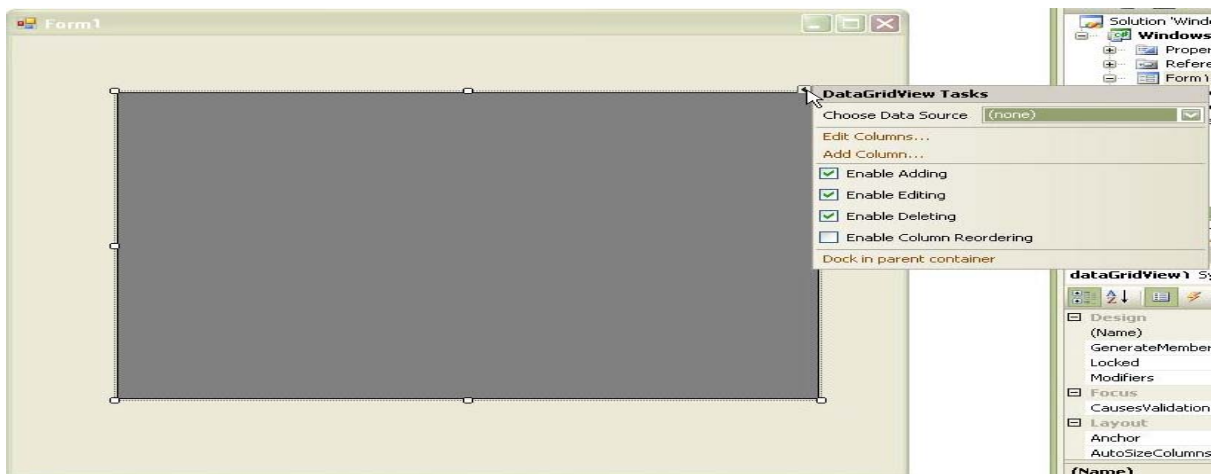 Form1
Solution 'Wind
Windows
Proper
Refere
Form1
DataGridView Tasks
Choose Data Source (none)
Edit Columns...
Add Column...
Enable Adding
Enable Editing
Enable Deleting
Enable Column Reordering
Dock in parent container
dataGridView1 Sy
Design
(Name)
GenerateMember
Locked
Modifiers
Focus
CausesValidation
Layout
Anchor
AutoSizeColumns
(Name)